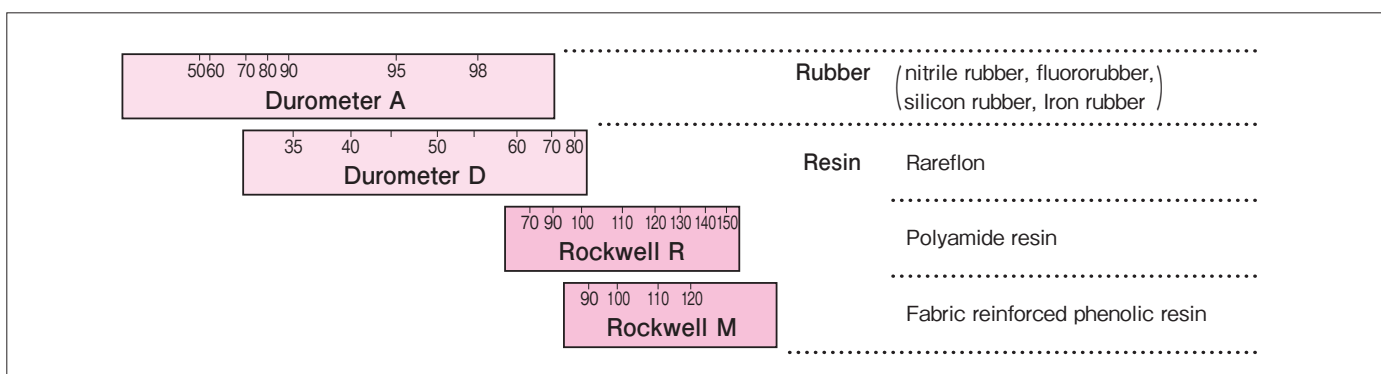 50 60 70 80 90 95 98
Durometer A
Rubber (nitrile rubber, fluororubber,
silicon rubber, Iron rubber)
35 40 50 60 70 80
Durometer D
Resin Rareflon
70 90 100 110 120 130 140 150
Rockwell R
Polyamide resin
90 100 110 120
Rockwell M
Fabric reinforced phenolic resin